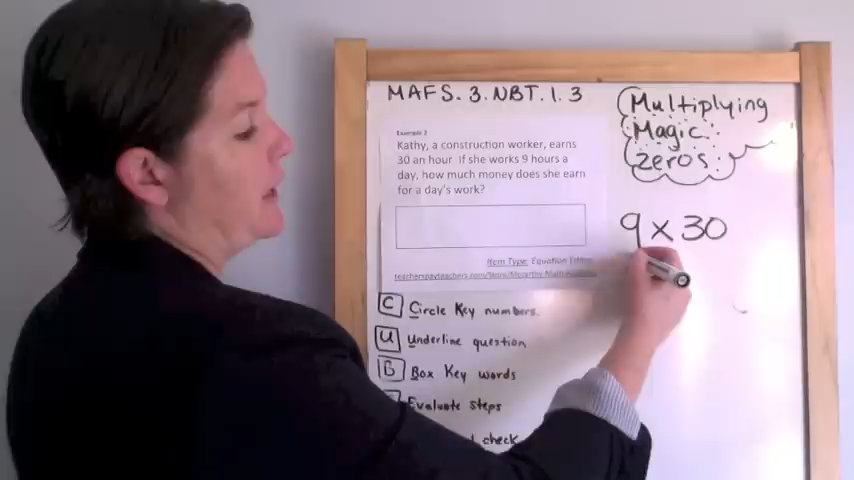 MAFS.3.NBT.1.3
Multiplying
Magic
zeros
Example 2
Kathy, a construction worker, earns
30 an hour if she works 9 hours a
day, how much money does she earn
for a day's work?
Item Type: Equation
9 x 30
C Circle Key numbers.
U Underline question
B Box Key words
Evaluate steps
check